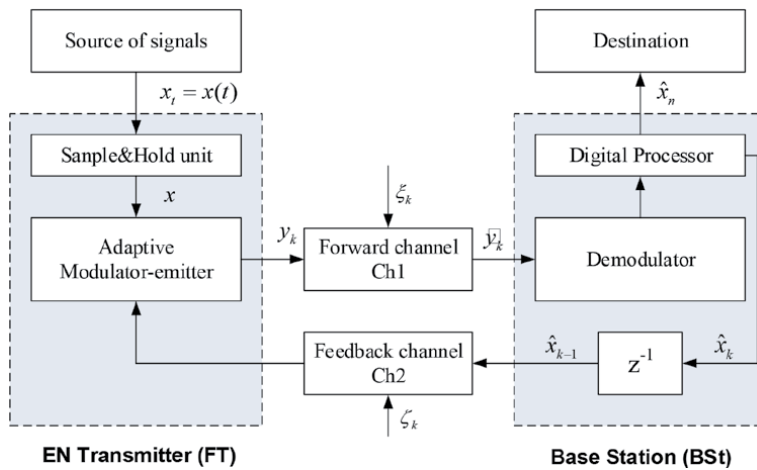 Source of signals
Destination
x_t = x(t)
x̂_n
Sanple&Hold unit
Digital Processor
x
ξ_k
Adaptive
Modulator-emitter
y_k
Forward channel
Ch1
y_k
Demodulator
Feedback channel
Ch2
x̂_{k-1}
z^{-1}
x̂_k
ζ_k
EN Transmitter (FT)
Base Station (BSt)